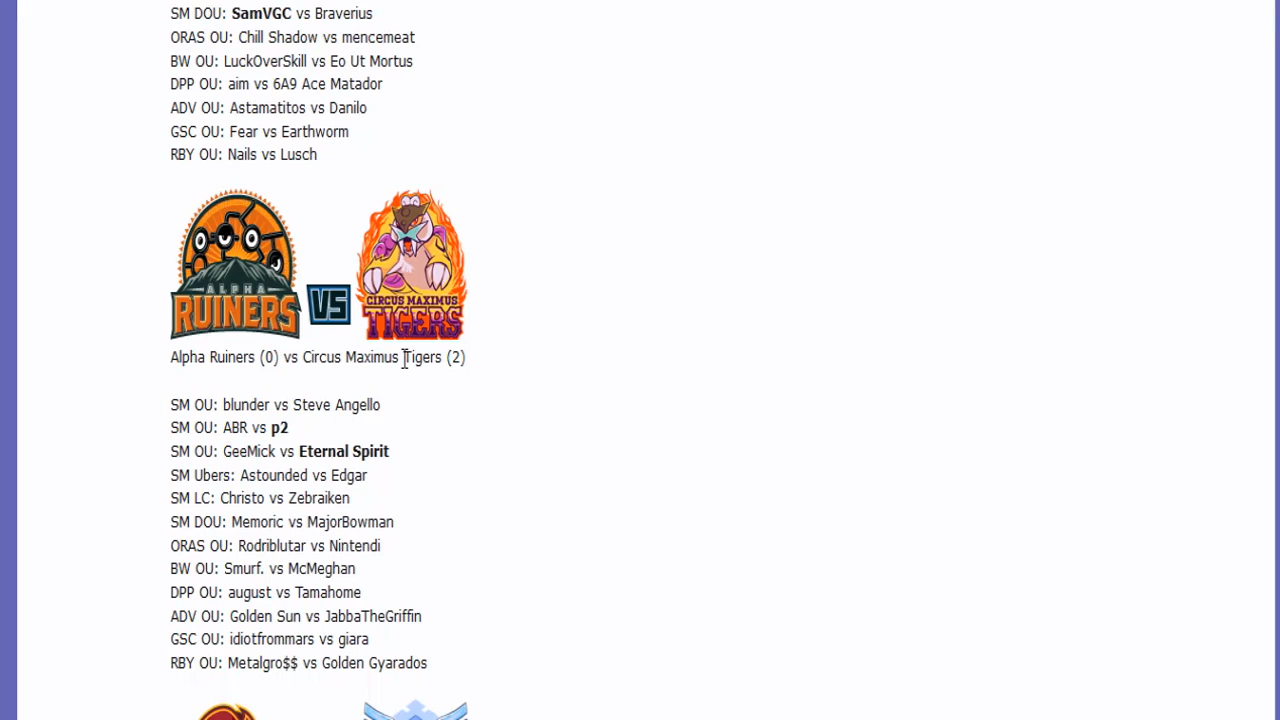 SM DOU: SamVGC vs Braverius
ORAS OU: Chill Shadow vs mencemeat
BW OU: LuckOverSkill vs Eo Ut Mortus
DPP OU: aim vs 6A9 Ace Matador
ADV OU: Astamatitos vs Danilo
GSC OU: Fear vs Earthworm
RBY OU: Nails vs Lusch
ALPHA
RUINERS
VS
CIRCUS MAXIMUS
TIGERS
Alpha Ruiners (0) vs Circus Maximus Tigers (2)
SM OU: blunder vs Steve Angello
SM OU: ABR vs p2
SM OU: GeeMick vs Eternal Spirit
SM Ubers: Astounded vs Edgar
SM LC: Christo vs Zebraiken
SM DOU: Memoric vs MajorBowman
ORAS OU: Rodriblutar vs Nintendi
BW OU: Smurf. vs McMeghan
DPP OU: august vs Tamahome
ADV OU: Golden Sun vs JabbaTheGriffin
GSC OU: idiotfrommars vs giara
RBY OU: Metalgro$$ vs Golden Gyarados